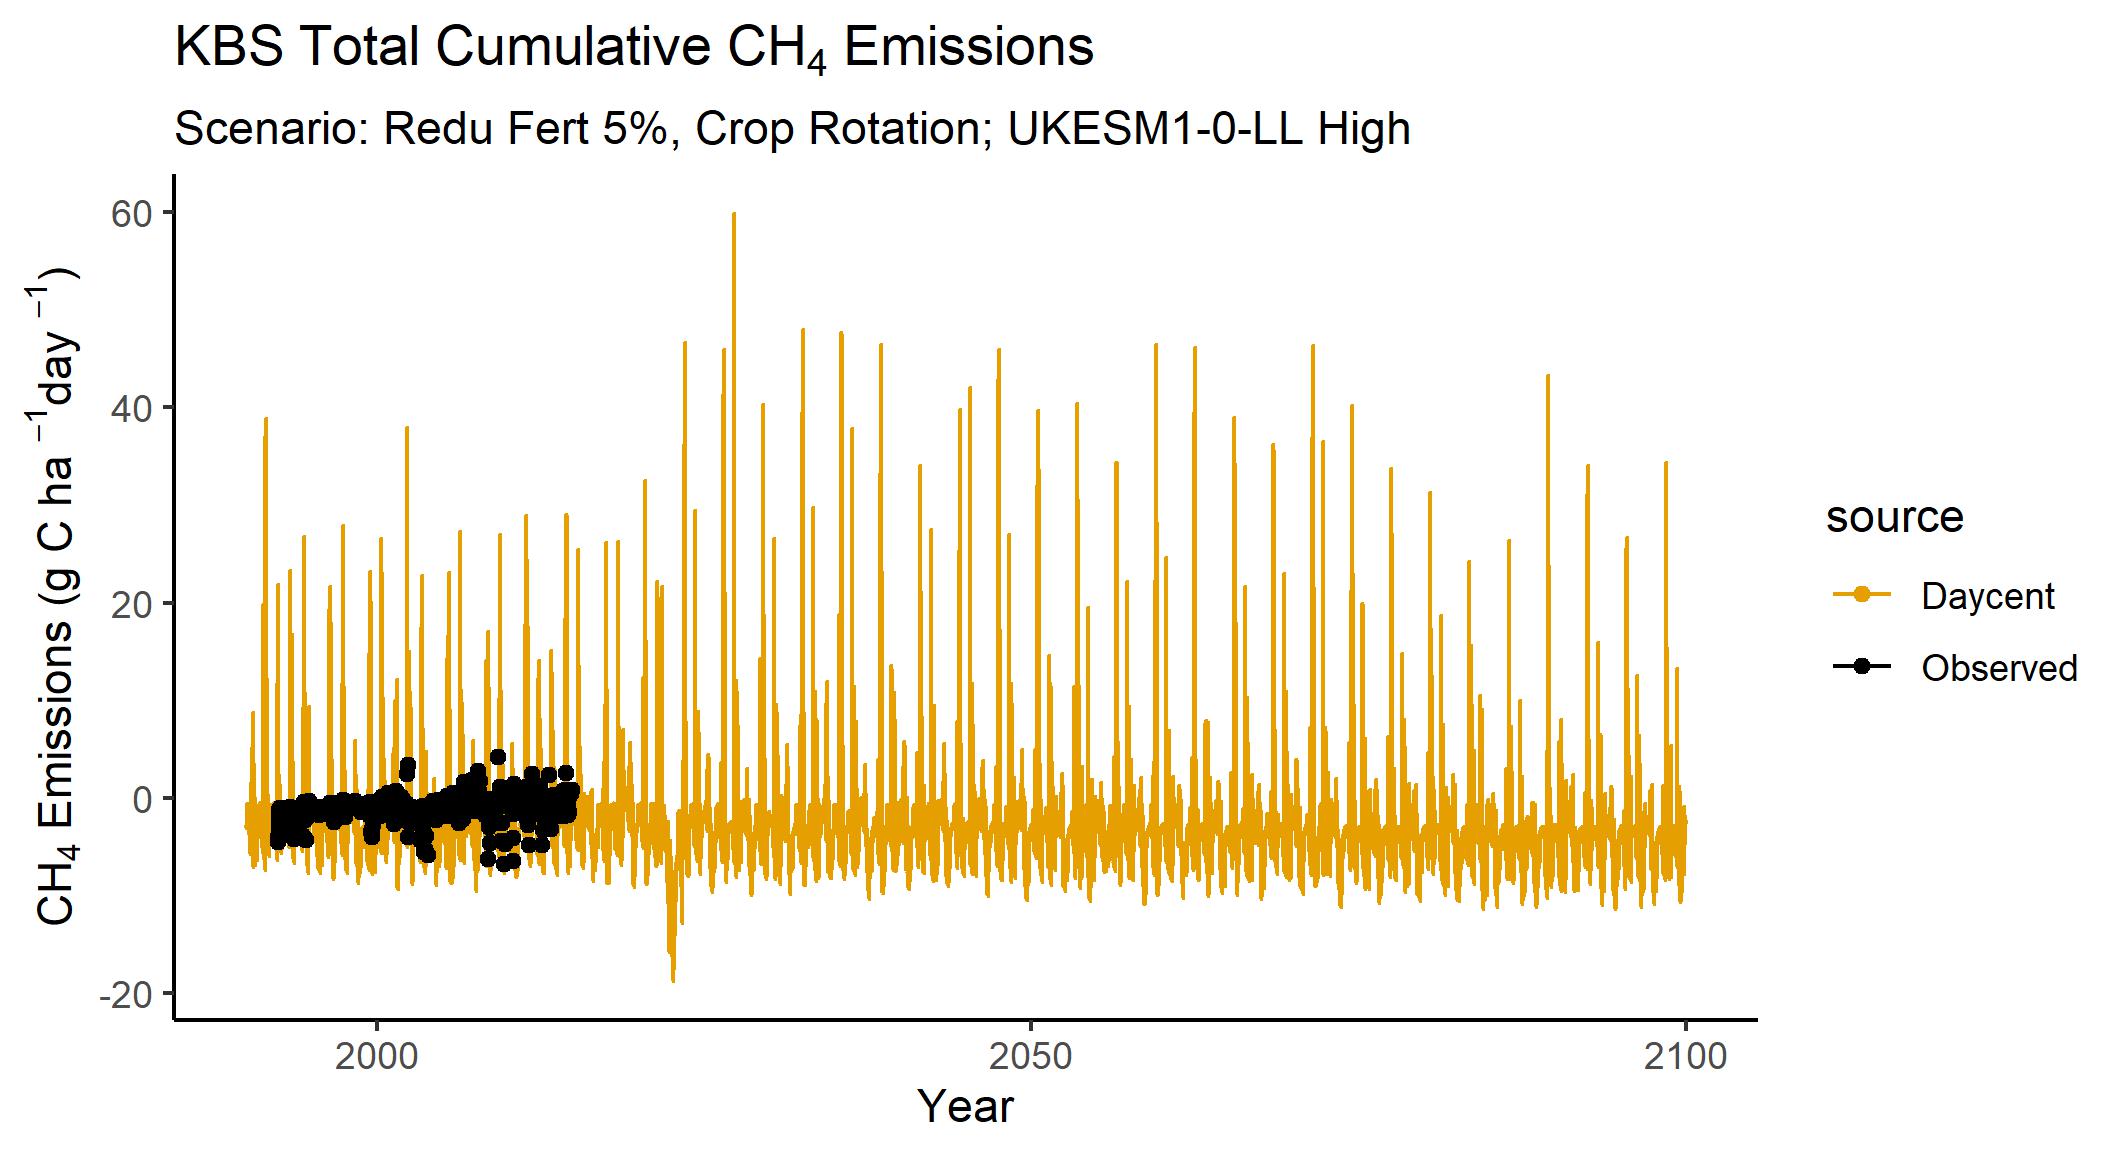 KBS Total Cumulative CH₄ Emissions
Scenario: Redu Fert 5%, Crop Rotation; UKESM1-0-LL High
CH₄ Emissions (g C ha ⁻¹day ⁻¹)
60
40
20
0
-20
2000
2050
2100
Year
source
Daycent
Observed